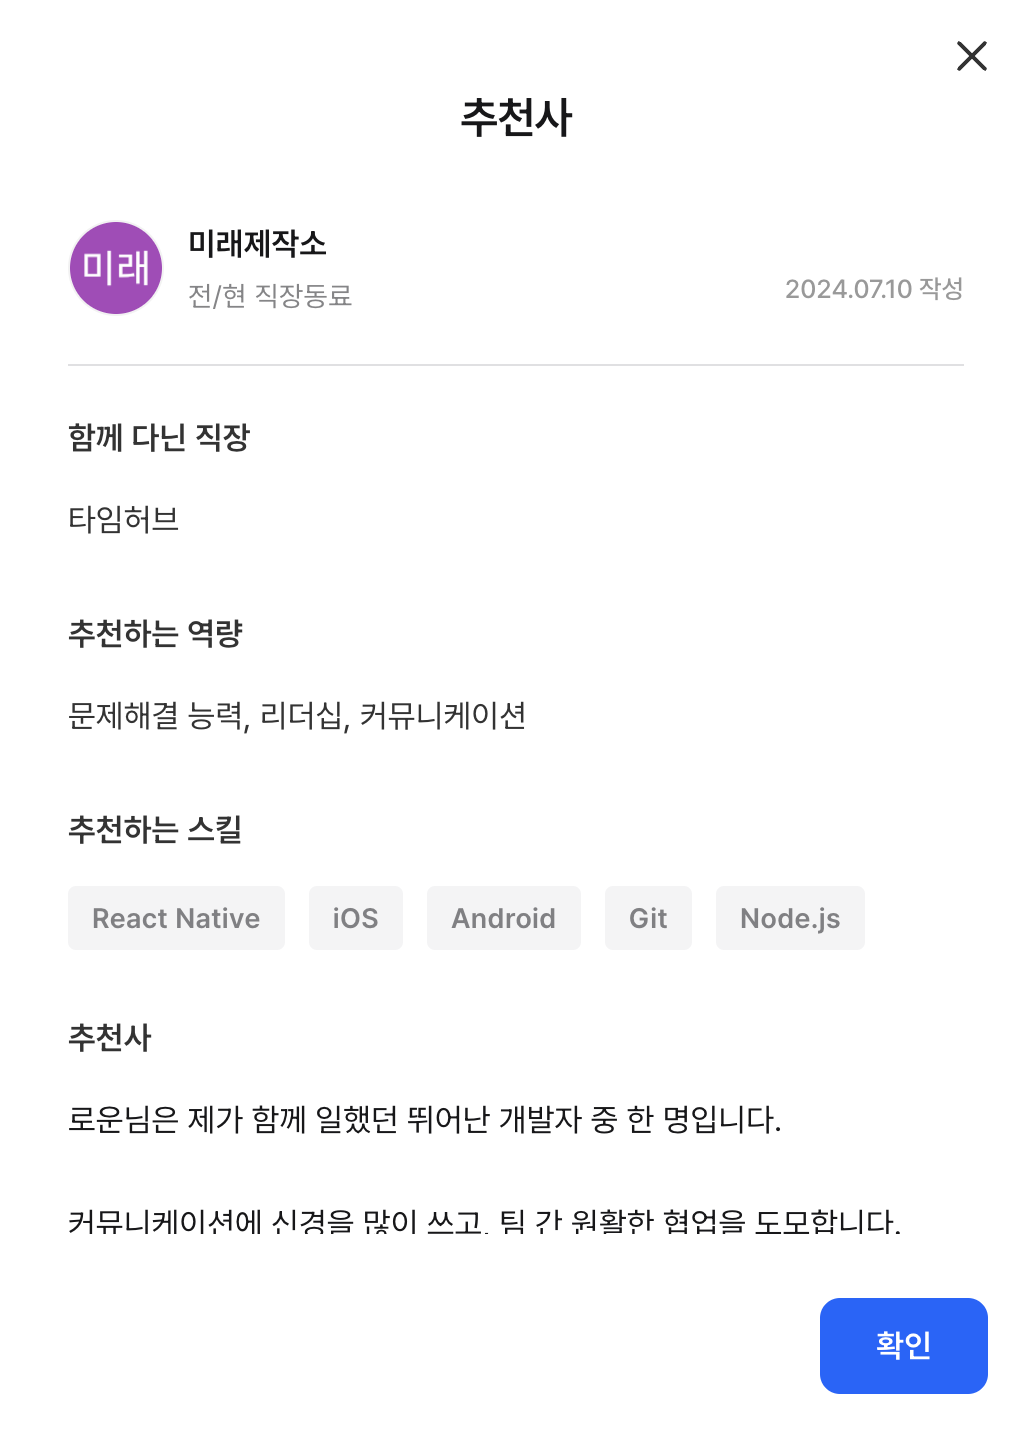 추천사
미래
미래제작소
전/현 직장동료
2024.07.10 작성
함께 다닌 직장
타임허브
추천하는 역량
문제해결 능력, 리더십, 커뮤니케이션
추천하는 스킬
React Native
iOS
Android
Git
Node.js
추천사
로운님은 제가 함께 일했던 뛰어난 개발자 중 한 명입니다.
커뮤니케이션에 신경을 많이 쓰고, 팀 간 원활한 협업을 도모합니다.
확인